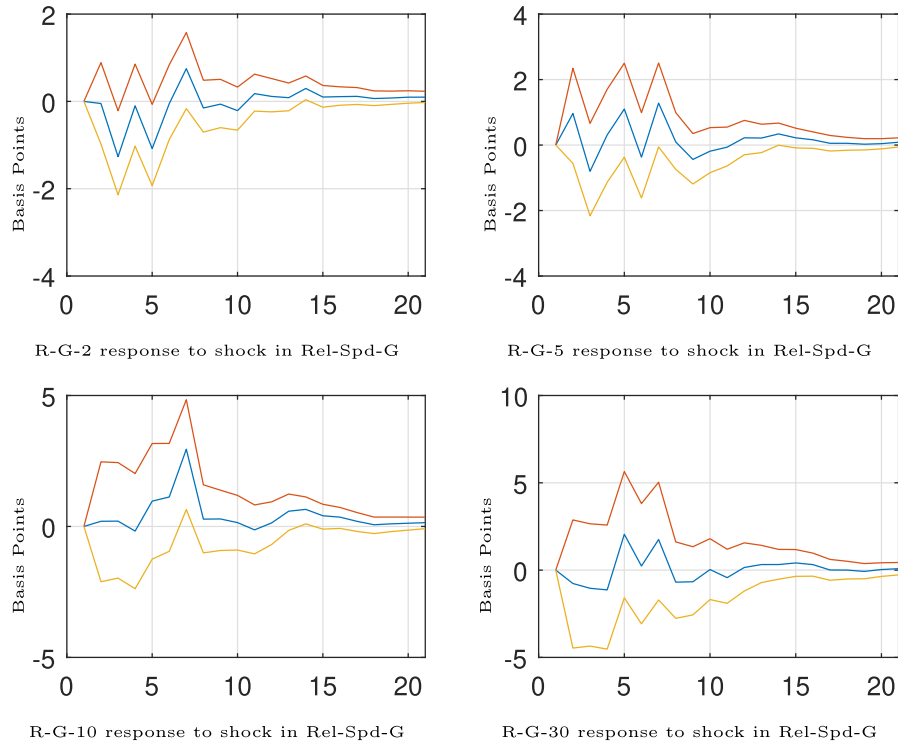 2
0
-2
-4
Basis Points
0 5 10 15 20
R-G-2 response to shock in Rel-Spd-G
4
2
0
-2
-4
Basis Points
0 5 10 15 20
R-G-5 response to shock in Rel-Spd-G
5
0
-5
Basis Points
0 5 10 15 20
R-G-10 response to shock in Rel-Spd-G
10
5
0
-5
Basis Points
0 5 10 15 20
R-G-30 response to shock in Rel-Spd-G